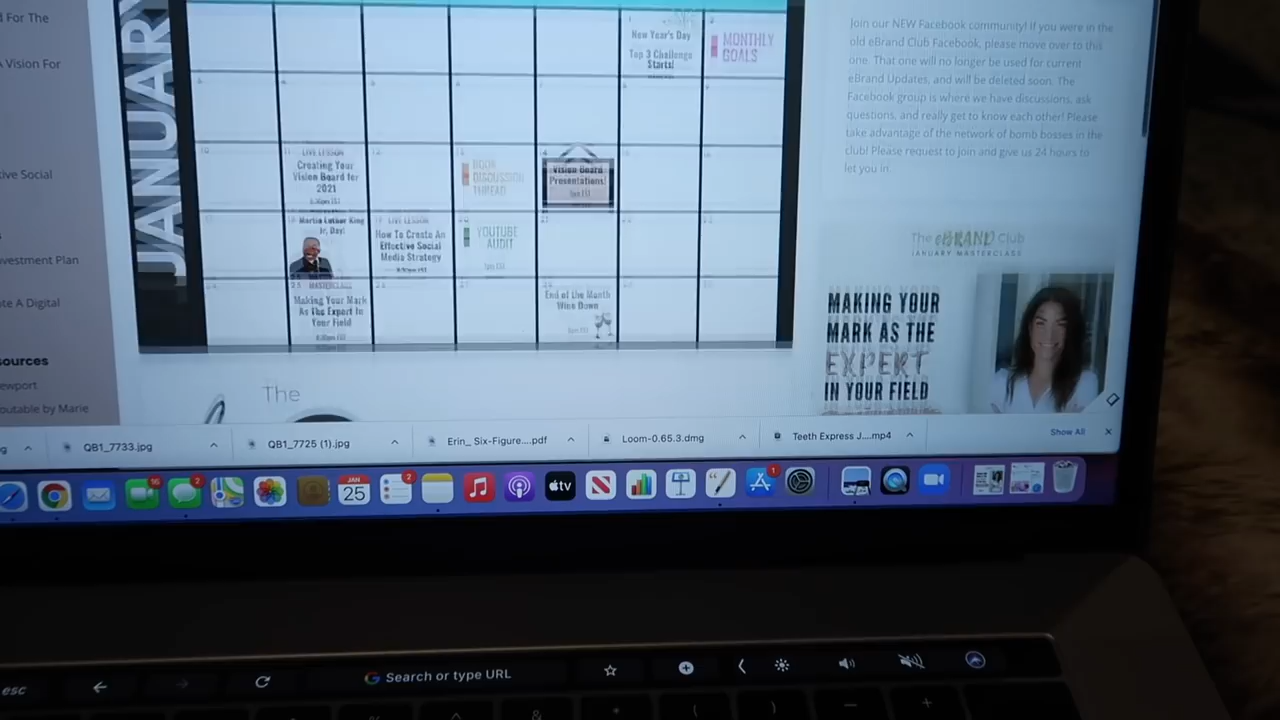 d For The
A Vision For
ive Social
nvestment Plan
ate A Digital
ources
ewport
outable by Marie
JANUARY
New Year's Day
Top 3 Challenge
Starts!
MONTHLY
GOALS
LIVE LESSON
Creating Your
Vision Board for
2021
BOOK
DISCUSSION
THREAD
Vision Board
Presentations!
Martin Luther King
Jr. Day!
LIVE LESSON
How To Create An
Effective Social
Media Strategy
YOUTUBE
AUDIT
MASTERCLASS
Making Your Mark
As The Expert In
Your Field
End of the Month
Wine Down
The
Join our NEW Facebook community! If you were in the
old eBrand Club Facebook, please move over to this
one. That one will no longer be used for current
eBrand Updates, and will be deleted soon. The
Facebook group is where we have discussions, ask
questions, and really get to know each other! Please
take advantage of the network of bomb bosses in the
club! Please request to join and give us 24 hours to
let you in.
The eBRAND Club
JANUARY MASTERCLASS
MAKING YOUR
MARK AS THE
EXPERT
IN YOUR FIELD
g
QB1_7733.jpg
QB1_7725 (1).jpg
Erin_ Six-Figure....pdf
Loom-0.65.3.dmg
Teeth Express J....mp4
Show All
16
2
JAN
25
2
tv
1
esc
Search or type URL